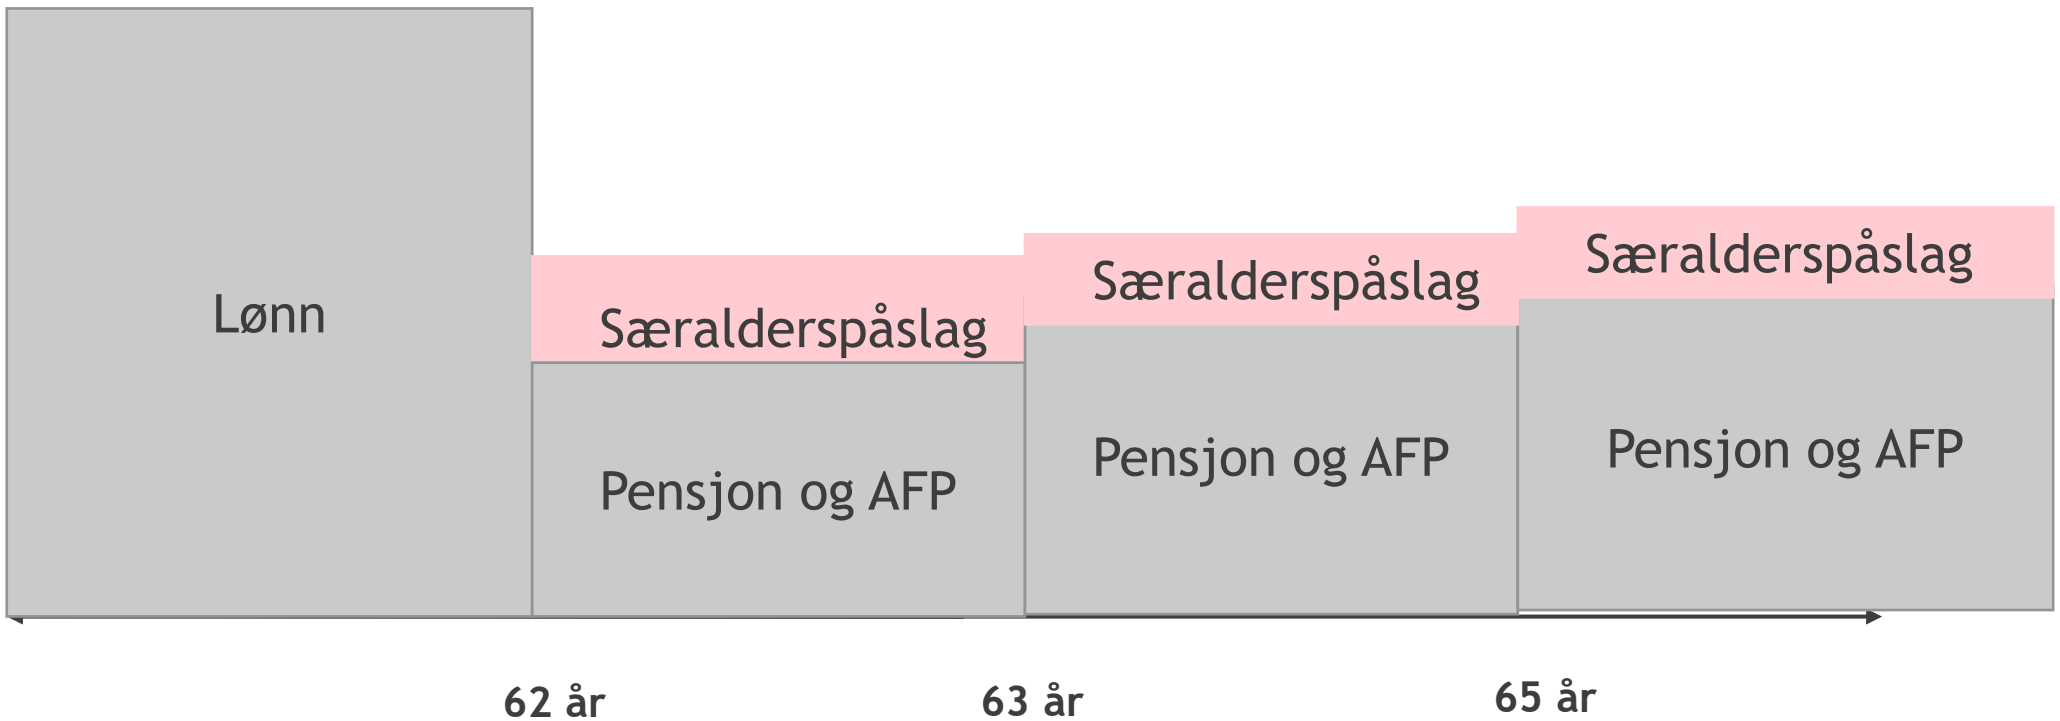 Lønn
Særalderspåslag
Pensjon og AFP
Særalderspåslag
Pensjon og AFP
Særalderspåslag
Pensjon og AFP
62 år
63 år
65 år